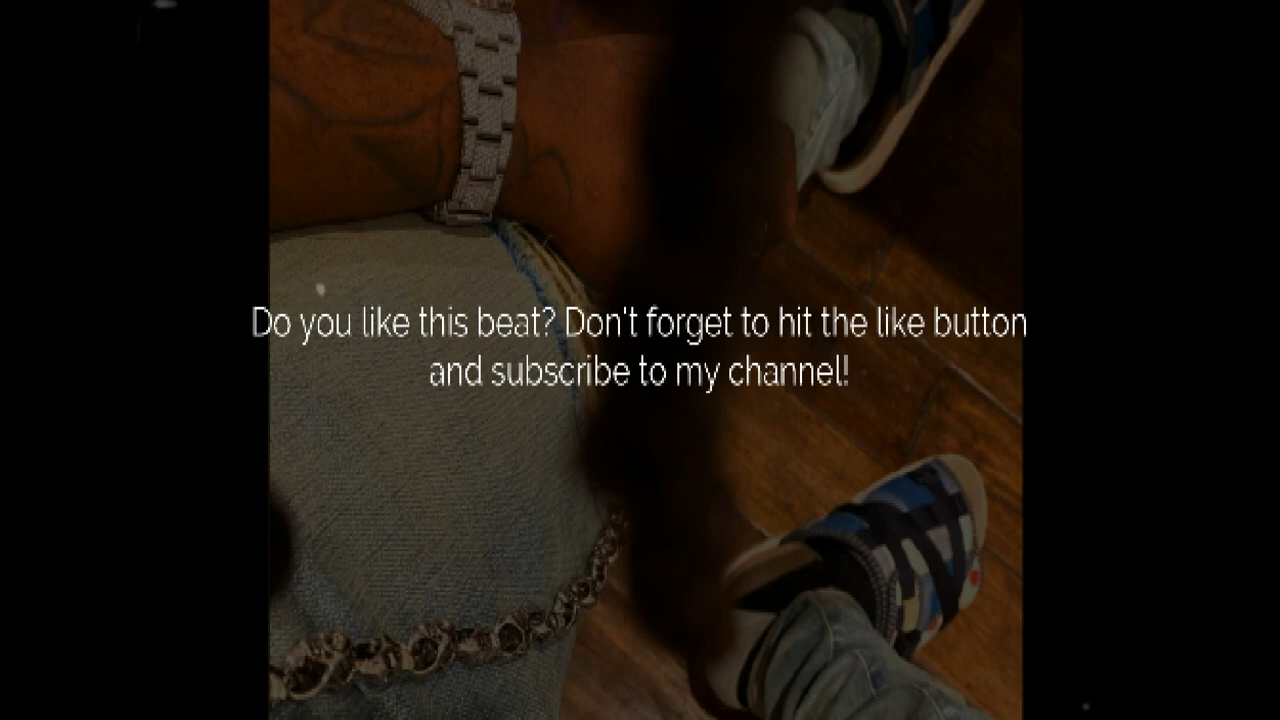 Do you like this beat? Don't forget to hit the like button
and subscribe to my channel!